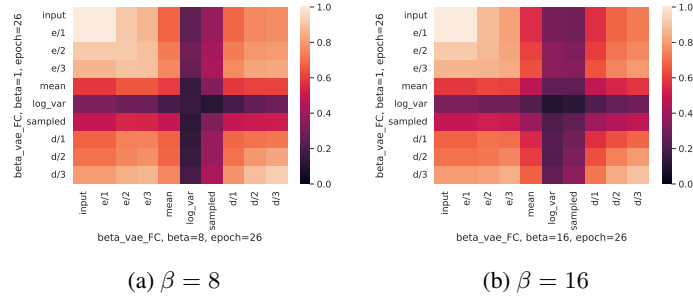 input
e/1
e/2
e/3
mean
log_var
sampled
d/1
d/2
d/3
beta_vae_FC, beta=1, epoch=26
input
e/1
e/2
e/3
mean
log_var
sampled
d/1
d/2
d/3
beta_vae_FC, beta=8, epoch=26
1.0
0.8
0.6
0.4
0.2
0.0
(a) β = 8
input
e/1
e/2
e/3
mean
log_var
sampled
d/1
d/2
d/3
beta_vae_FC, beta=1, epoch=26
input
e/1
e/2
e/3
mean
log_var
sampled
d/1
d/2
d/3
beta_vae_FC, beta=16, epoch=26
1.0
0.8
0.6
0.4
0.2
0.0
(b) β = 16